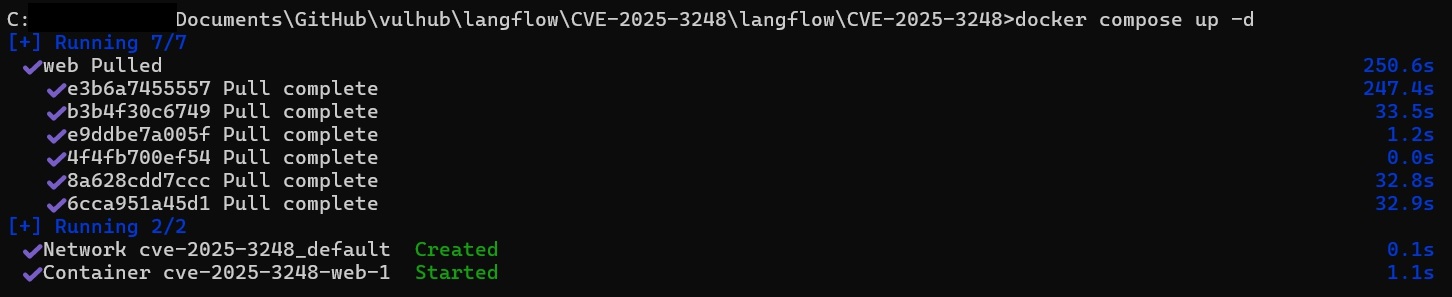 C:Documents\GitHub\vulhub\langflow\CVE-2025-3248\langflow\CVE-2025-3248>docker compose up -d
[+] Running 7/7
✔web Pulled 250.6s
✔e3b6a7455557 Pull complete 247.4s
✔b3b4f30c6749 Pull complete 33.5s
✔e9ddbe7a005f Pull complete 1.2s
✔4f4fb700ef54 Pull complete 0.0s
✔8a628cdd7ccc Pull complete 32.8s
✔6cca951a45d1 Pull complete 32.9s
[+] Running 2/2
✔Network cve-2025-3248_default Created 0.1s
✔Container cve-2025-3248-web-1 Started 1.1s